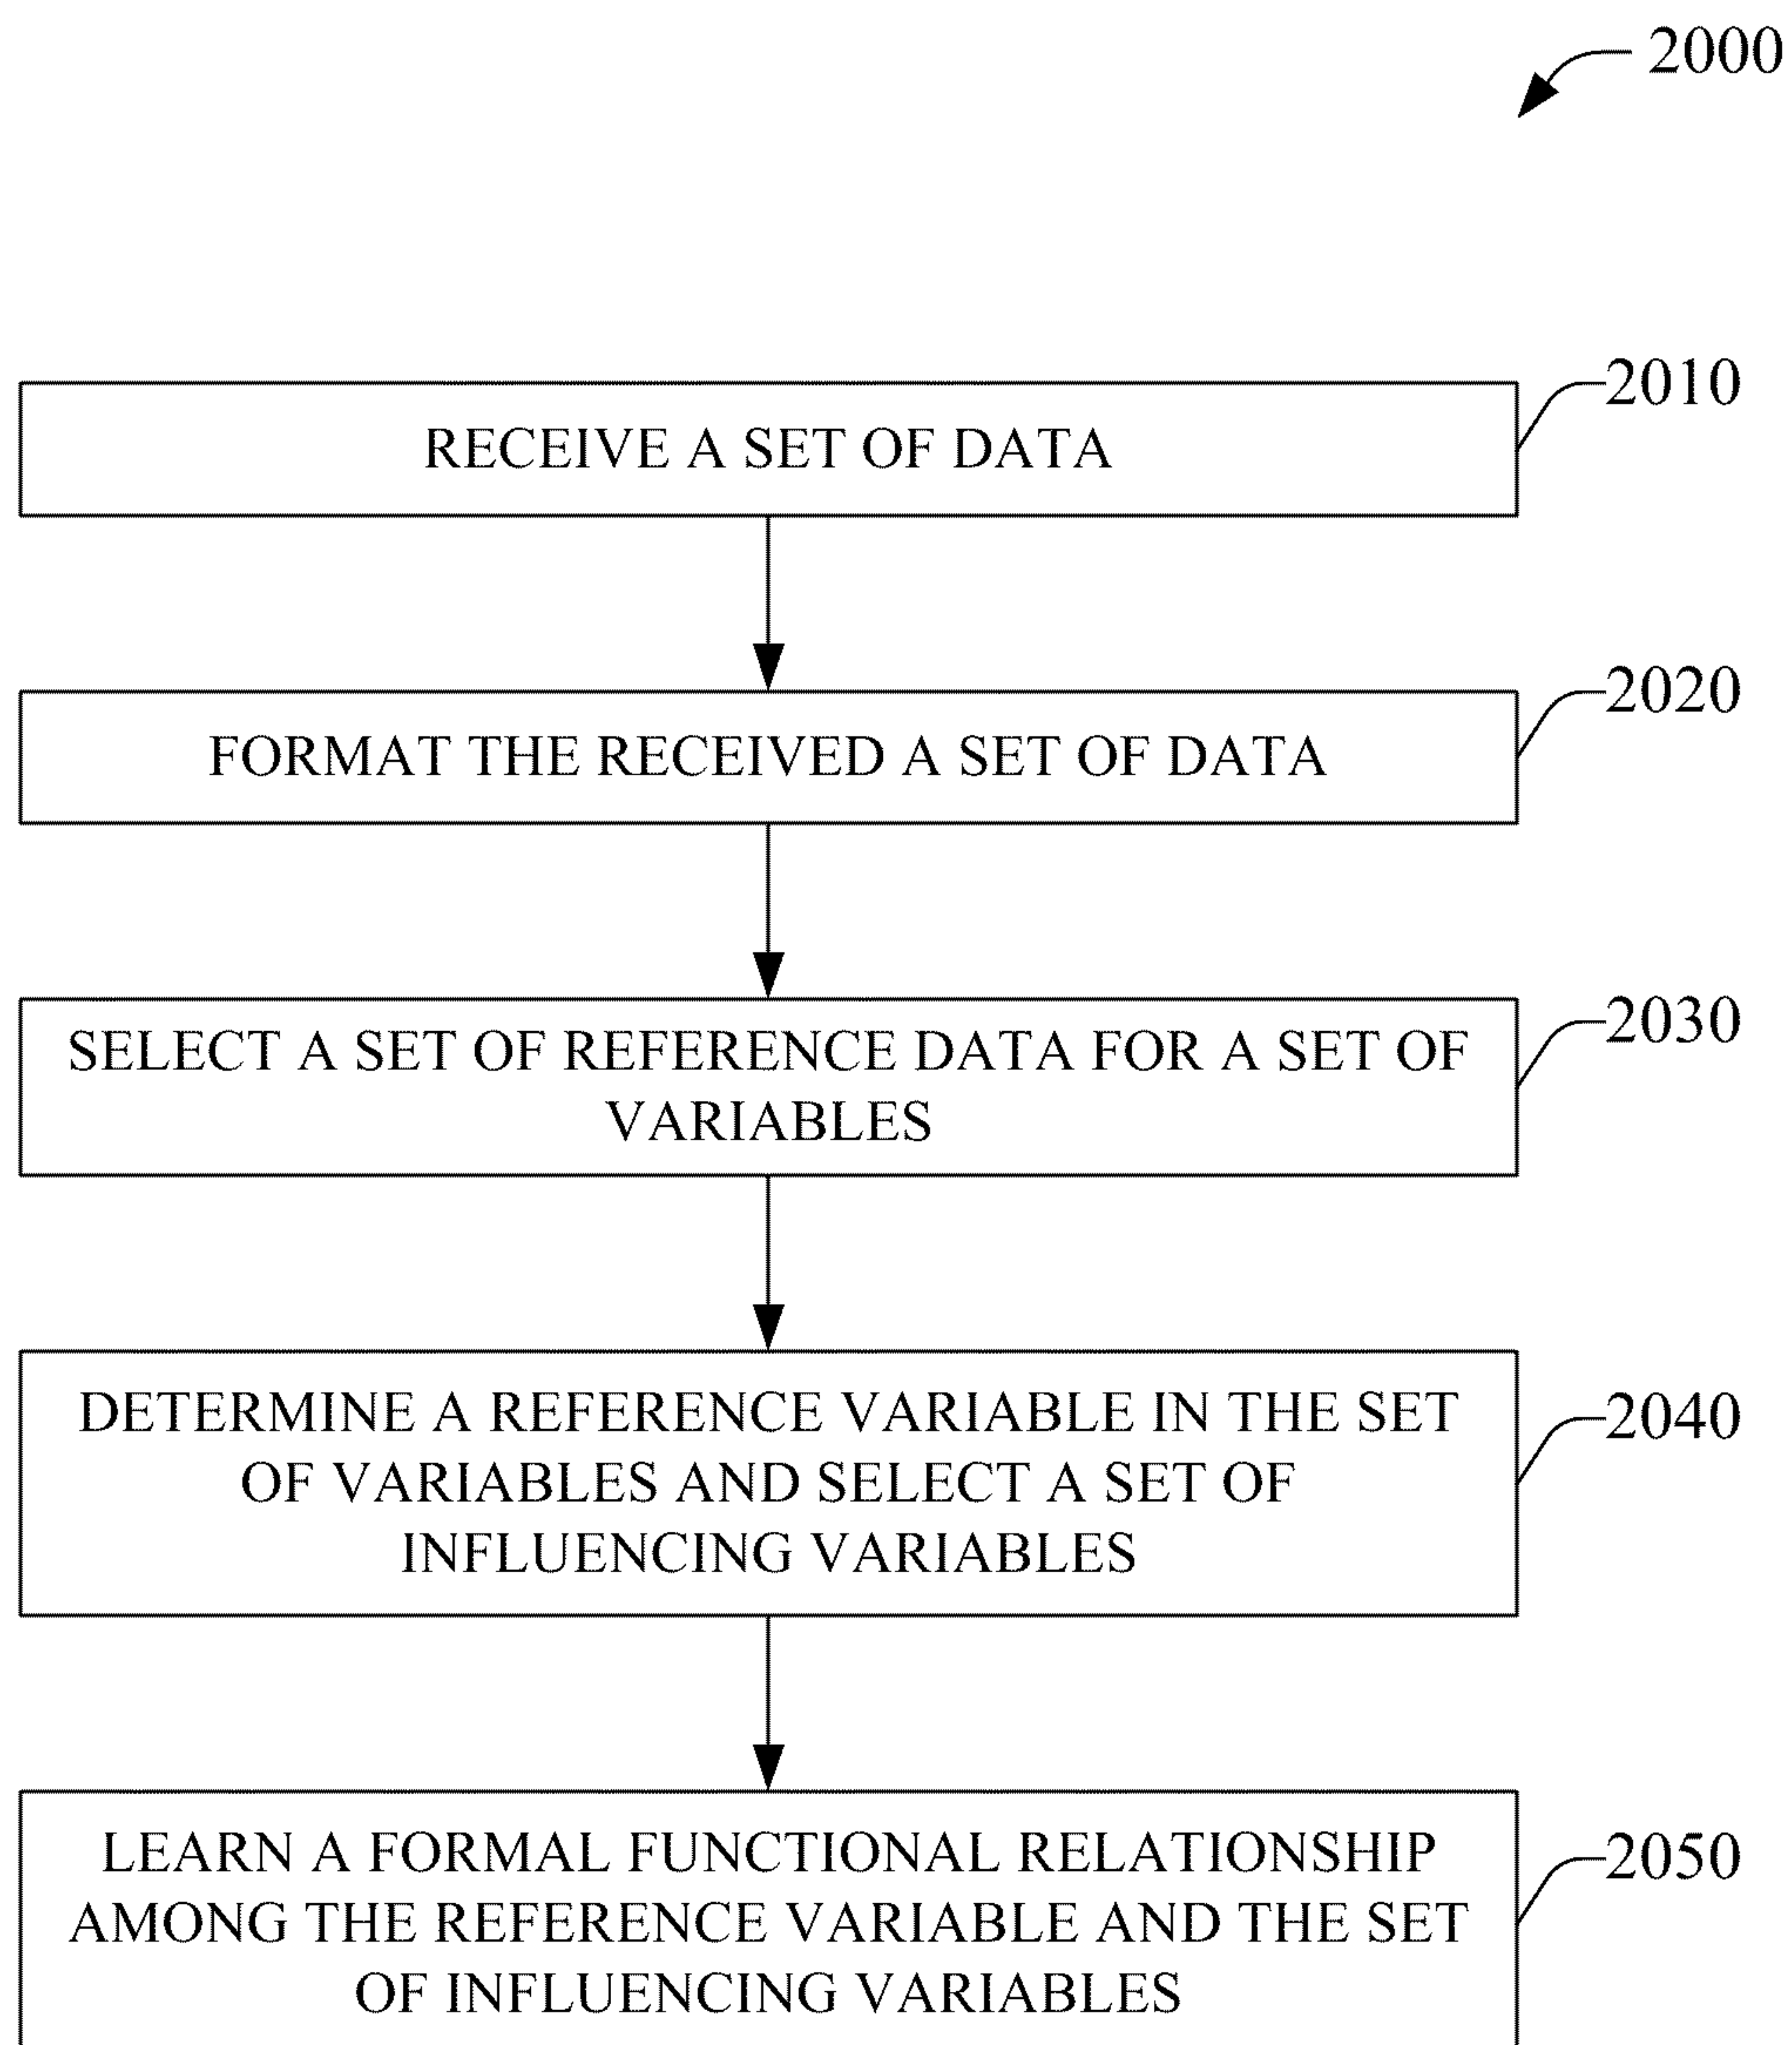 2000
RECEIVE A SET OF DATA
2010
FORMAT THE RECEIVED A SET OF DATA
2020
SELECT A SET OF REFERENCE DATA FOR A SET OF
VARIABLES
2030
DETERMINE A REFERENCE VARIABLE IN THE SET
OF VARIABLES AND SELECT A SET OF
INFLUENCING VARIABLES
2040
LEARN A FORMAL FUNCTIONAL RELATIONSHIP
AMONG THE REFERENCE VARIABLE AND THE SET
OF INFLUENCING VARIABLES
2050